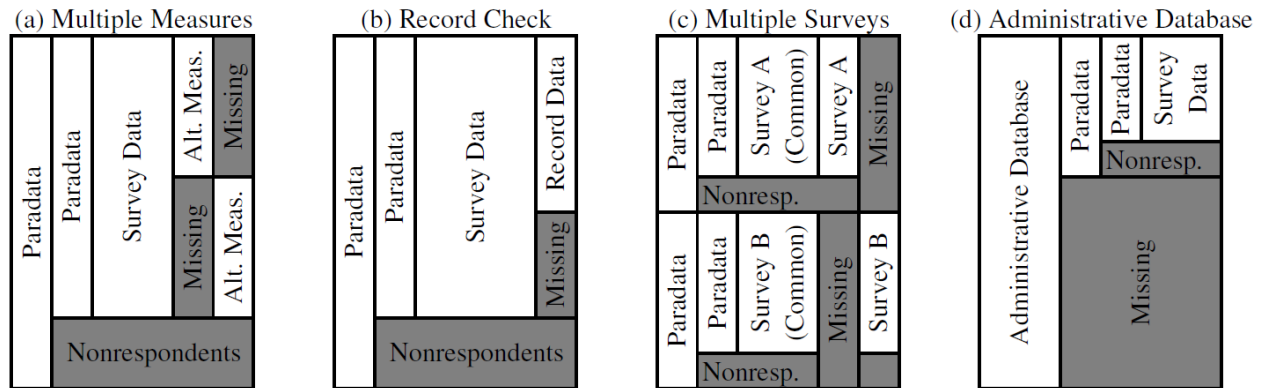 (a) Multiple Measures
Paradata
Paradata
Survey Data
Alt. Meas.
Missing
Missing
Alt. Meas.
Nonrespondents
(b) Record Check
Paradata
Paradata
Survey Data
Record Data
Missing
Nonrespondents
(c) Multiple Surveys
Paradata
Paradata
Survey A
(Common)
Survey A
Missing
Nonresp.
Paradata
Paradata
Survey B
(Common)
Missing
Survey B
Nonresp.
(d) Administrative Database
Administrative Database
Paradata
Paradata
Survey
Data
Nonresp.
Missing